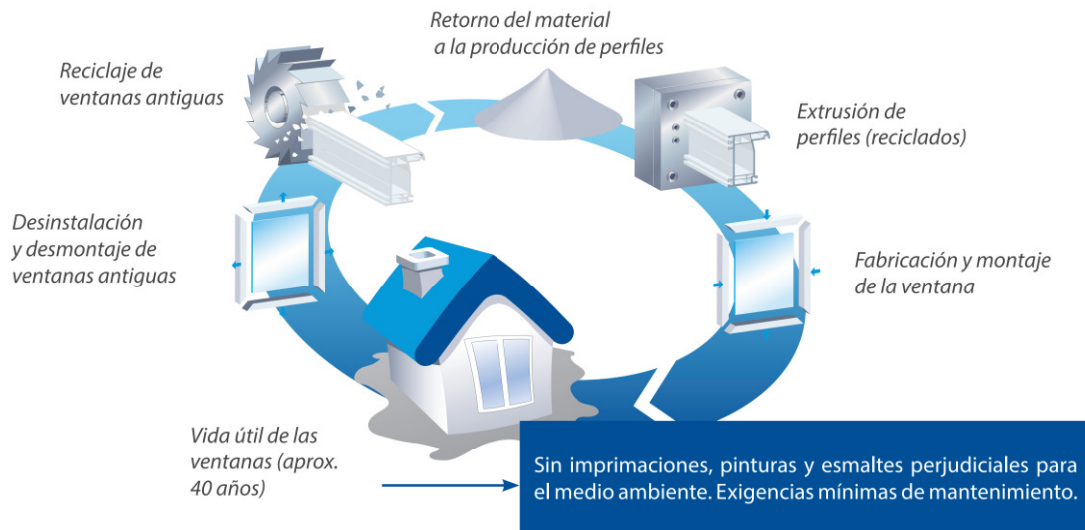 Retorno del material
a la producción de perfiles
Reciclaje de
ventanas antiguas
Extrusión de
perfiles (reciclados)
Desinstalación
y desmontaje de
ventanas antiguas
Fabricación y montaje
de la ventana
Vida útil de las
ventanas (aprox.
40 años)
Sin imprimaciones, pinturas y esmaltes perjudiciales para
el medio ambiente. Exigencias mínimas de mantenimiento.